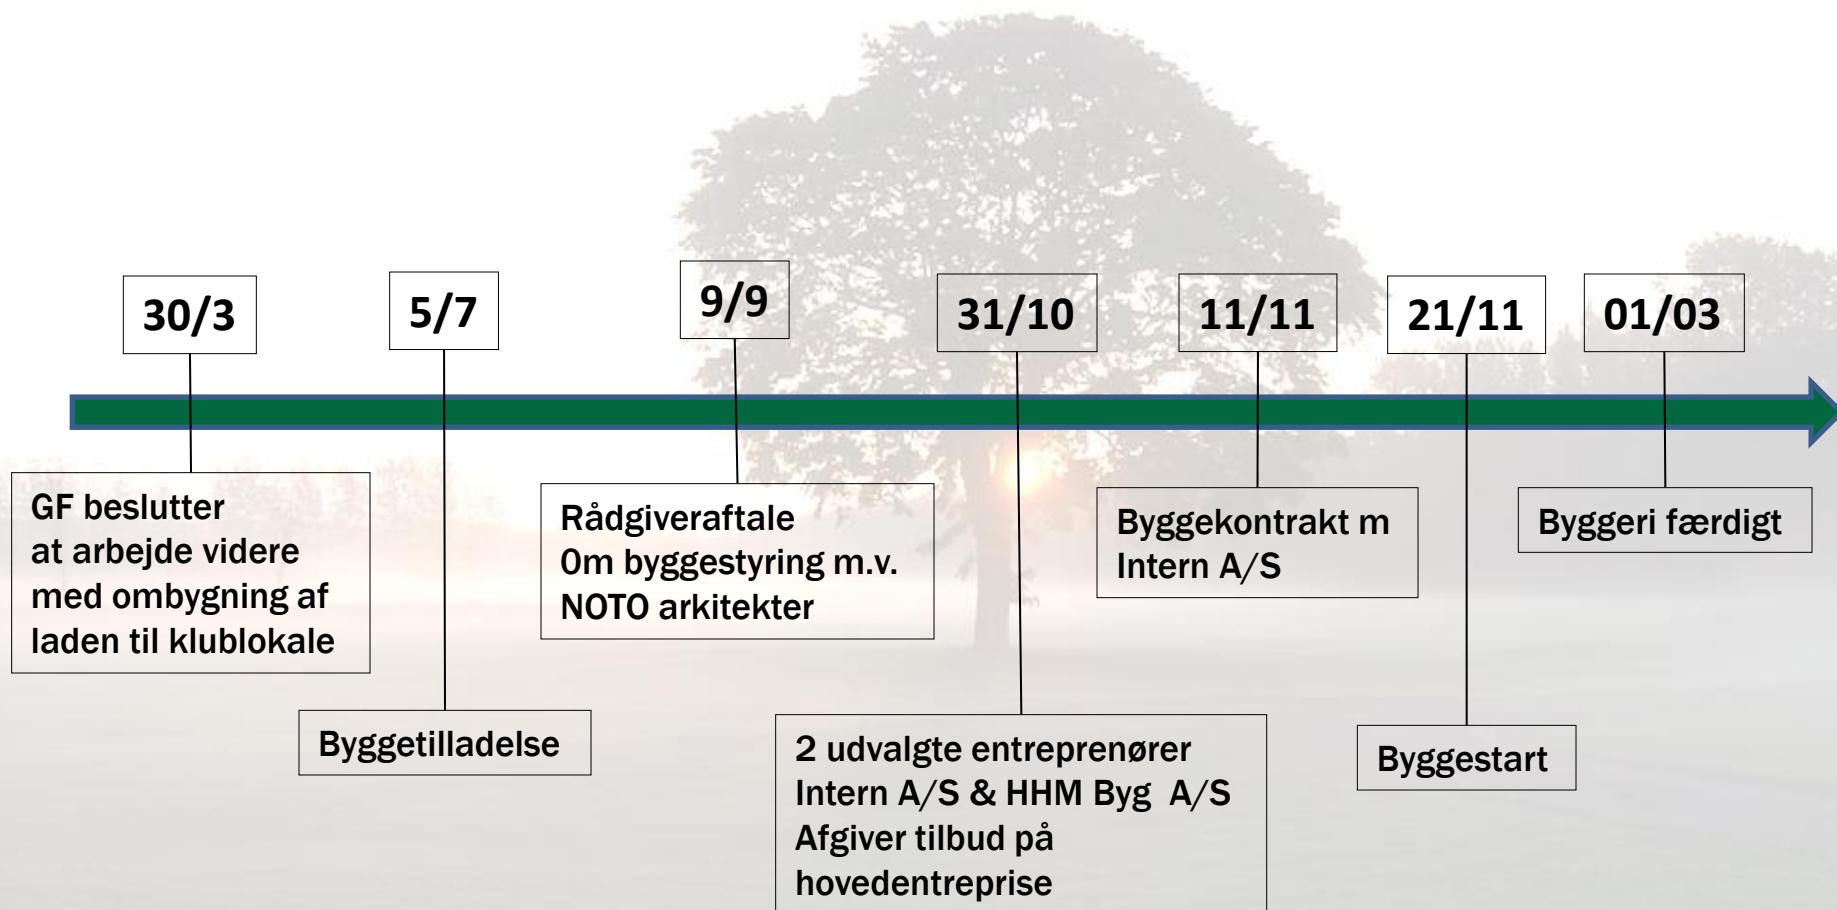 30/3
5/7
9/9
31/10
11/11
21/11
01/03
GF beslutter
at arbejde videre
med ombygning af
laden til klublokale
Byggetilladelse
Rådgiveraftale
Om byggestyring m.v.
NOTO arkitekter
2 udvalgte entreprenører
Intern A/S & HHM Byg A/S
Afgiver tilbud på
hovedentreprise
Byggekontrakt m
Intern A/S
Byggestart
Byggeri færdigt